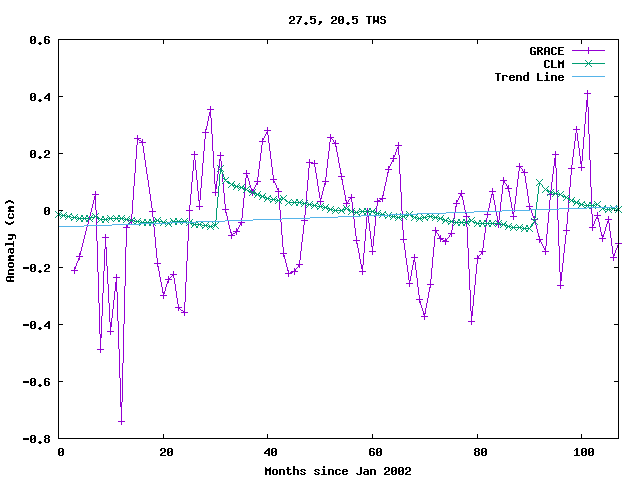 27.5, 20.5 TWS
GRACE
CLM
Trend Line
0.6
0.4
0.2
0
-0.2
-0.4
-0.6
-0.8
Anomaly (cm)
0 20 40 60 80 100
Months since Jan 2002